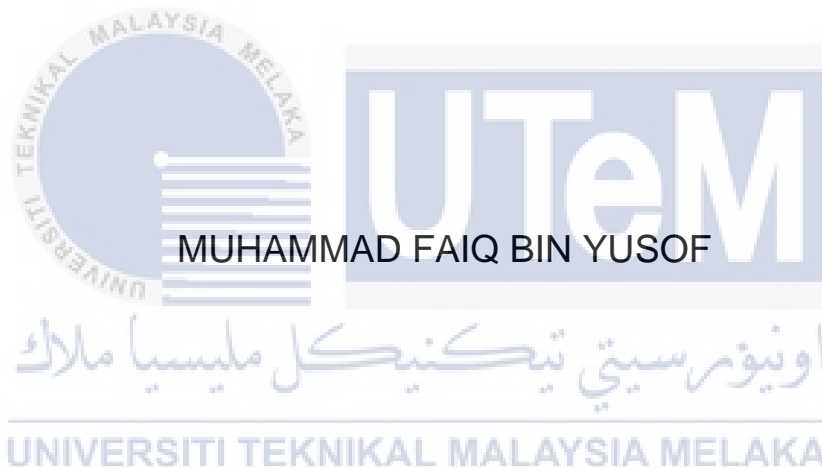 UNIVERSITI TEKNIKAL MALAYSIA MELAKA
UTeM
MUHAMMAD FAIQ BIN YUSOF
اونيۏرسيتي تيكنيكل مليسيا ملاك
UNIVERSITI TEKNIKAL MALAYSIA MELAKA